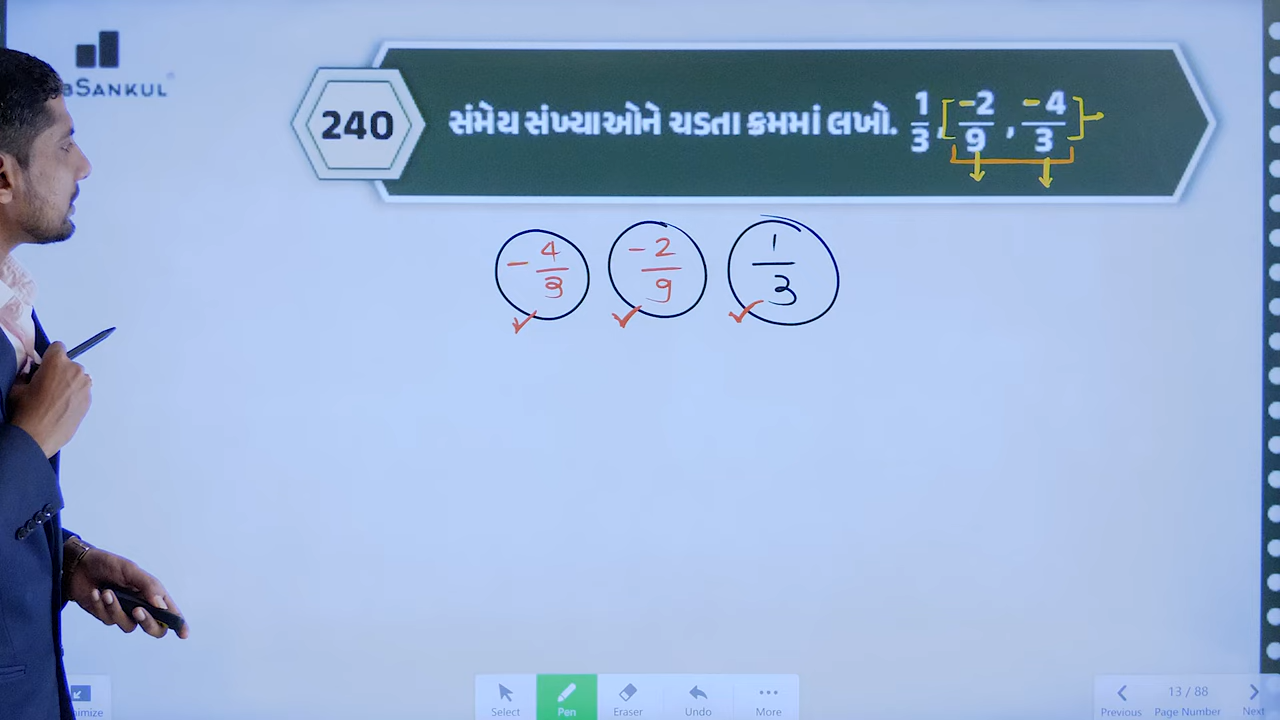 SANKUL
240 સંમેય સંખ્યાઓને ચડતા ક્રમમાં લખો. 1/3, [-2/9, -4/3]
-4/3 -2/9 1/3
Select Pen Eraser Undo More
Previous 13 / 88 Page Number Next